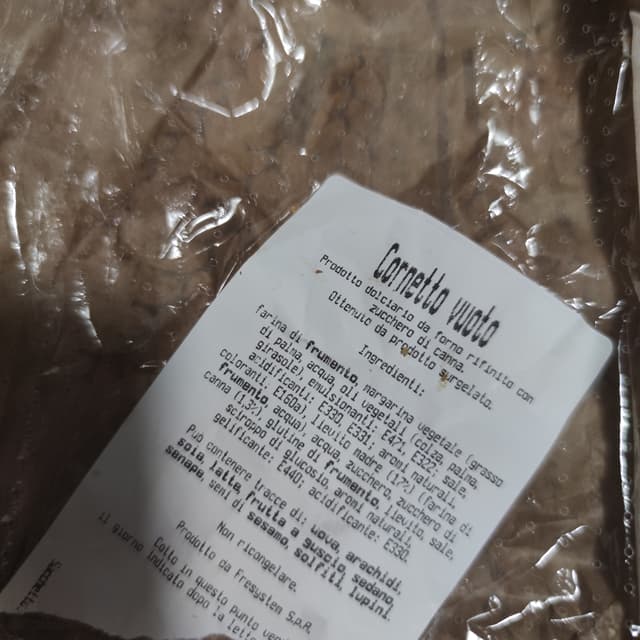 Cornetto vuoto
Prodotto dolciario da forno rifinito con
zucchero di canna.
Ottenuto da prodotto surgelato.
Ingredienti:
farina di frumento, margarina vegetale (grasso
di palma, acqua, oli vegetali (colza, palma,
girasole), emulsionanti: E471, E322, sale,
acidificanti: E330, E331, aromi naturali,
coloranti: E160a), lievito madre (17%) (farina di
frumento, acqua), acqua, zucchero, zucchero di
canna (1,3%), glutine di frumento, lievito, sale,
sciroppo di glucosio, aromi naturali,
gelificante: E440; acidificante: E330.
Può contenere tracce di: uova, arachidi,
soia, latte, frutta a guscio, sedano
senape, semi di sesamo, solfiti, lupini.
Non ricongelare.
Prodotto da Fresystem S.p.A.
Cotto in questo punto
il giorno indicato dopo la